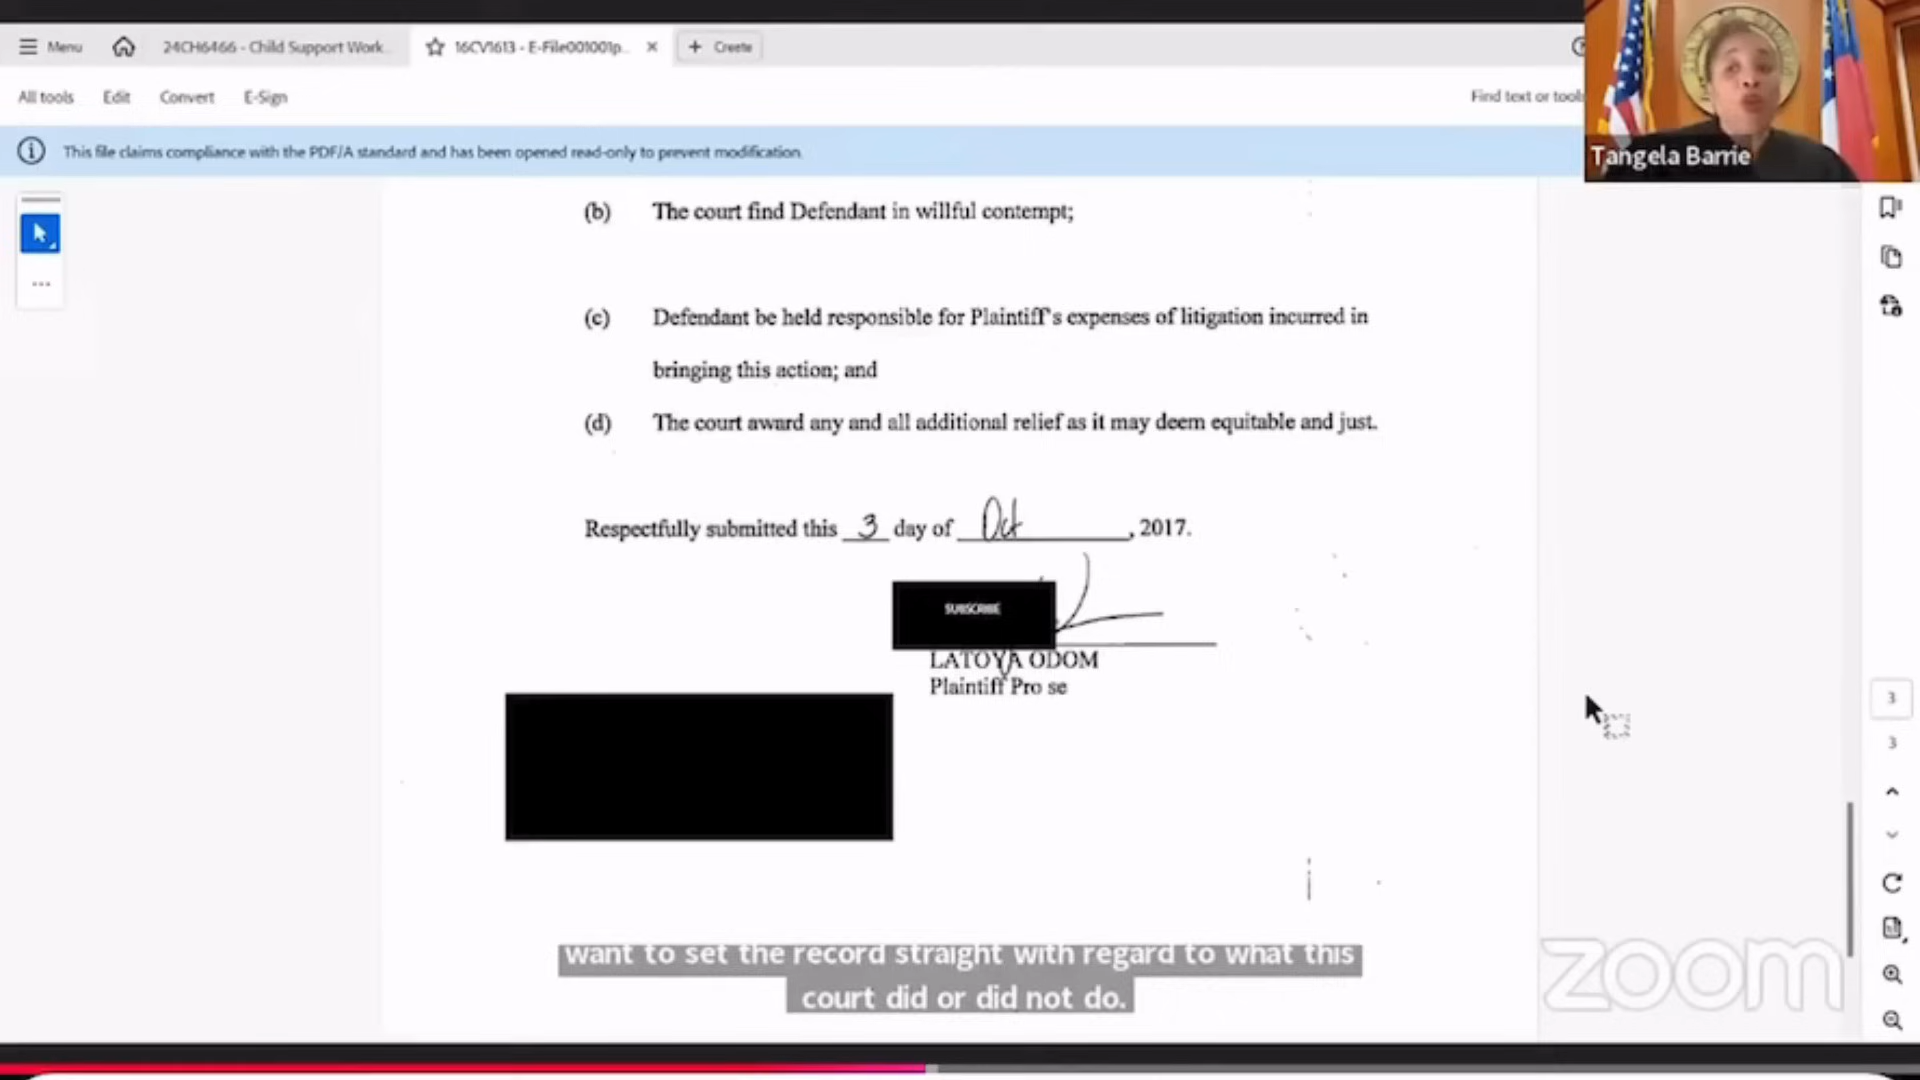 Menu
24CH6466 - Child Support Work
16CV1613 - E-File001001p...
Create
All tools
Edit
Convert
E-Sign
Find text or tools
This file claims compliance with the PDF/A standard and has been opened read-only to prevent modification.
Tangela Barrie
(b) The court find Defendant in willful contempt;
(c) Defendant be held responsible for Plaintiff's expenses of litigation incurred in
bringing this action; and
(d) The court award any and all additional relief as it may deem equitable and just.
Respectfully submitted this 3 day of Oct, 2017.
SUBSCRIBE
LATOYA ODOM
Plaintiff Pro se
3
3
want to set the record straight with regard to what this
court did or did not do.
zoom